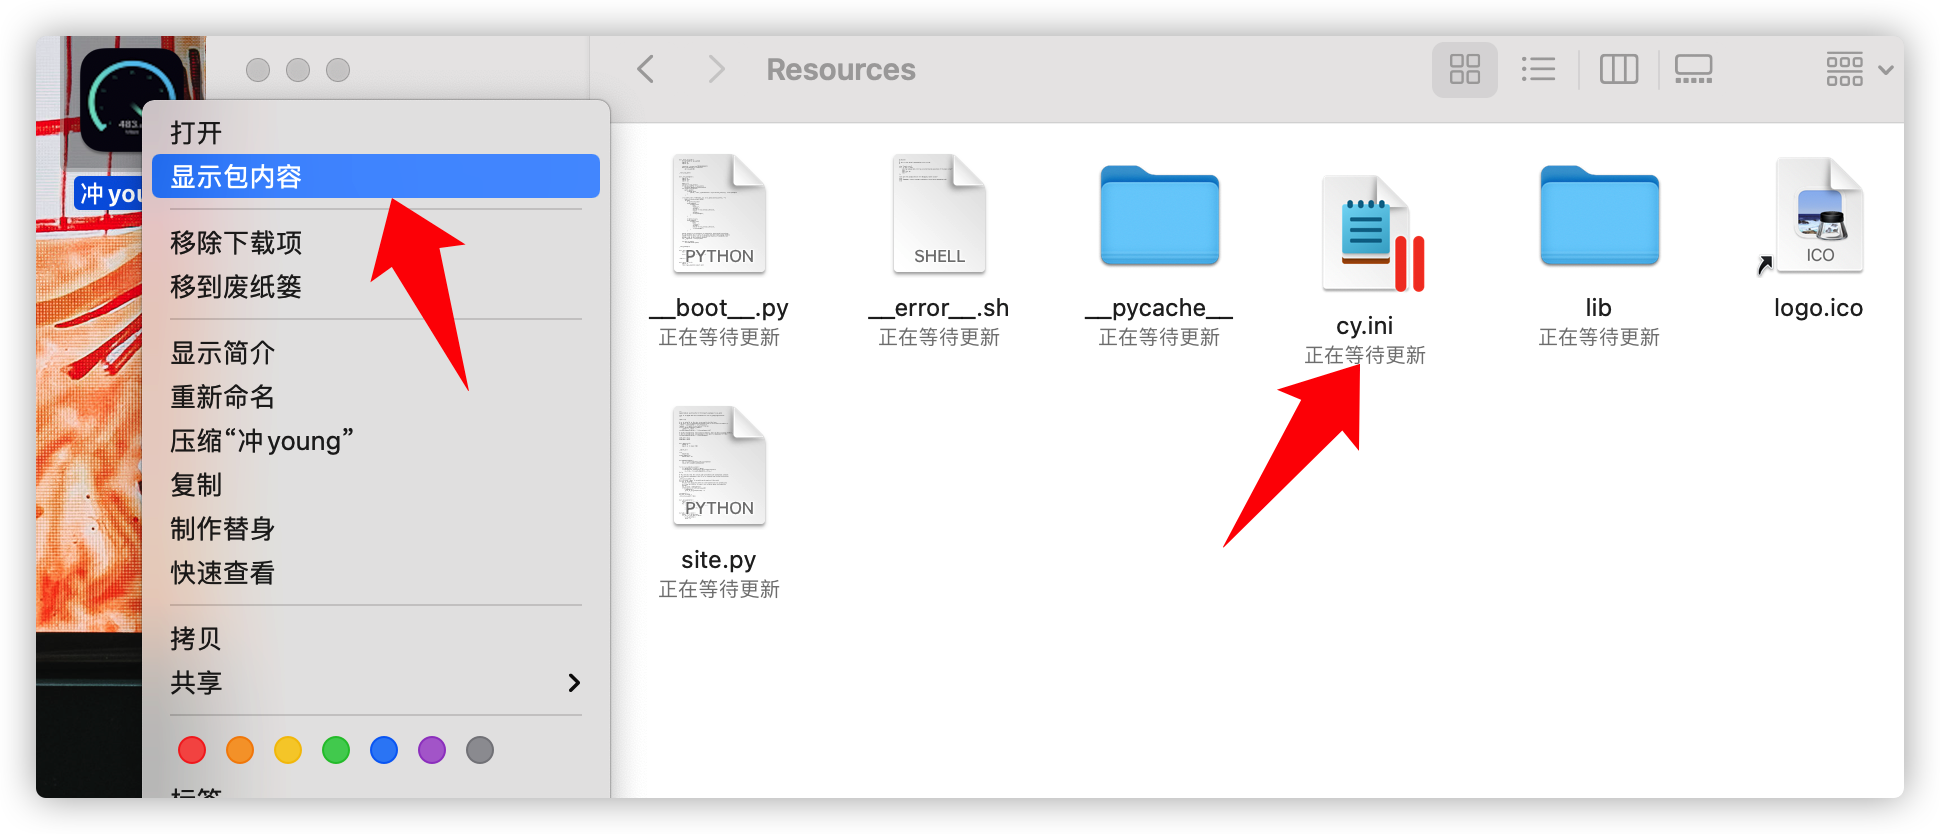 Resources
冲 you
打开
显示包内容
移除下载项
移到废纸篓
显示简介
重新命名
压缩“冲 young”
复制
制作替身
快速查看
拷贝
共享
标签
PYTHON
__boot__.py
正在等待更新
SHELL
__error__.sh
正在等待更新
__pycache__
正在等待更新
cy.ini
正在等待更新
lib
正在等待更新
ICO
logo.ico
PYTHON
site.py
正在等待更新